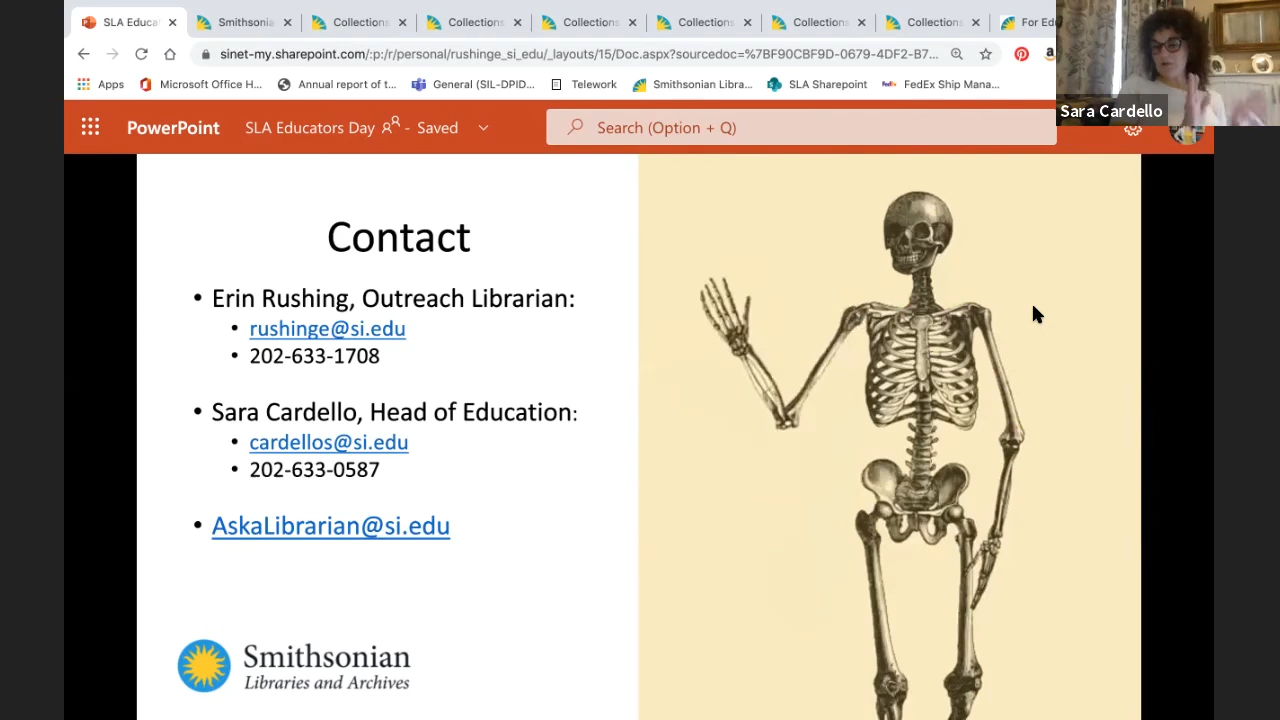 SLA Educa
Smithsonia
Collections
Collections
Collections
Collections
Collections
Collections
For Ed
sinet-my.sharepoint.com/:p:/r/personal/rushinge_si_edu/_layouts/15/Doc.aspx?sourcedoc=%7BF90CBF9D-0679-4DF2-B7...
Apps
Microsoft Office H...
Annual report of t...
General (SIL-DPID...
Telework
Smithsonian Libra...
SLA Sharepoint
FedEx Ship Mana...
Sara Cardello
PowerPoint
SLA Educators Day - Saved
Search (Option + Q)
Contact
• Erin Rushing, Outreach Librarian:
• rushinge@si.edu
• 202-633-1708
• Sara Cardello, Head of Education:
• cardellos@si.edu
• 202-633-0587
• AskaLibrarian@si.edu
Smithsonian
Libraries and Archives